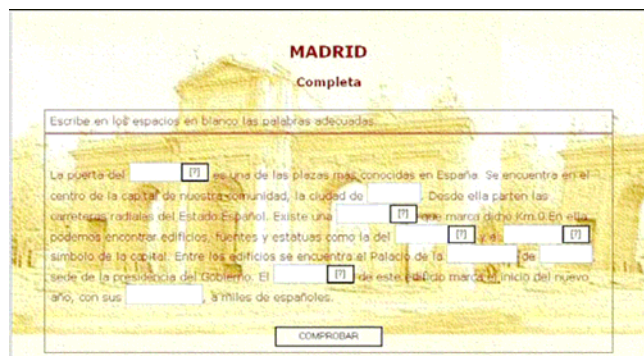 MADRID
Completa
Escribe en los espacios en blanco las palabras adecuadas.
La puerta del [?] es una de las plazas más conocidas en España. Se encuentra en el
centro de la capital de nuestra comunidad, la ciudad de . Desde ella parten las
carreteras radiales del Estado Español. Existe una [?] que marca dicho Km.0.En ella
podemos encontrar edificios, fuentes y estatuas como la del [?] y el [?]
símbolo de la capital. Entre los edificios se encuentra el Palacio de la , de ,
sede de la presidencia del Gobierno. El [?] de este edificio marca el inicio del nuevo
año, con sus , a miles de españoles.
COMPROBAR